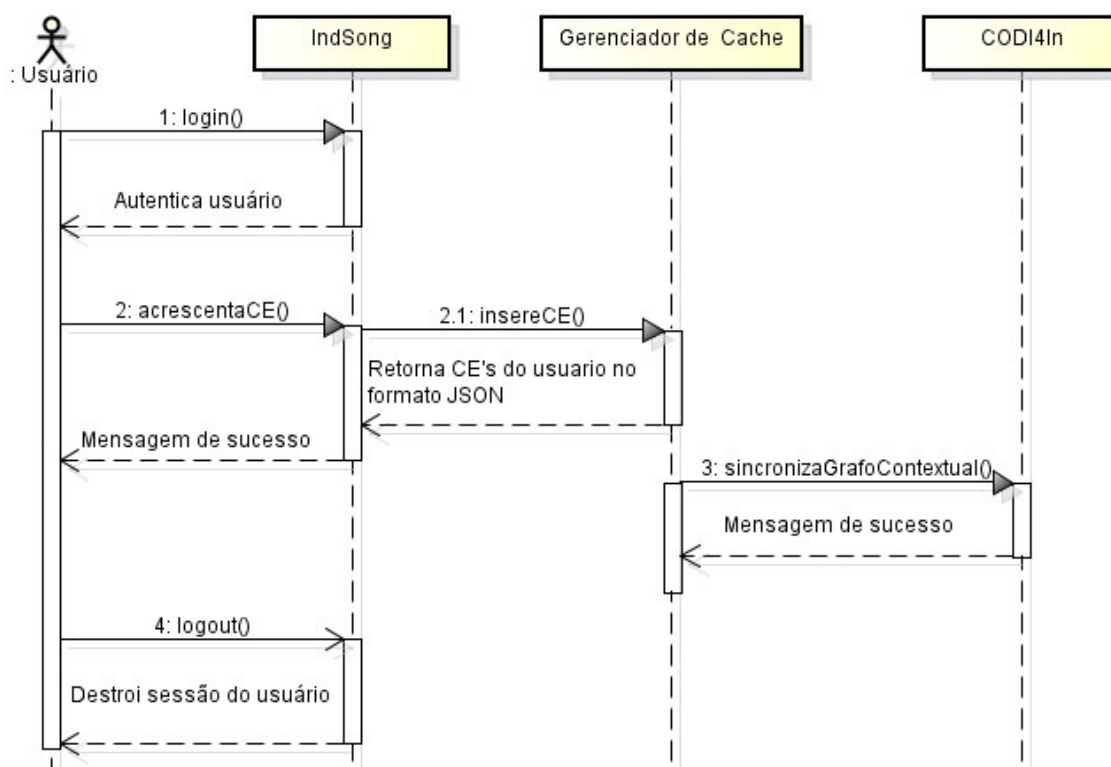 IndSong
Gerenciador de Cache
CODI4In
: Usuário
1: login()
Autentica usuário
2: acrescentaCE()
2.1: insereCE()
Retorna CE's do usuario no
formato JSON
Mensagem de sucesso
3: sincronizaGrafoContextual()
Mensagem de sucesso
4: logout()
Destroi sessão do usuário